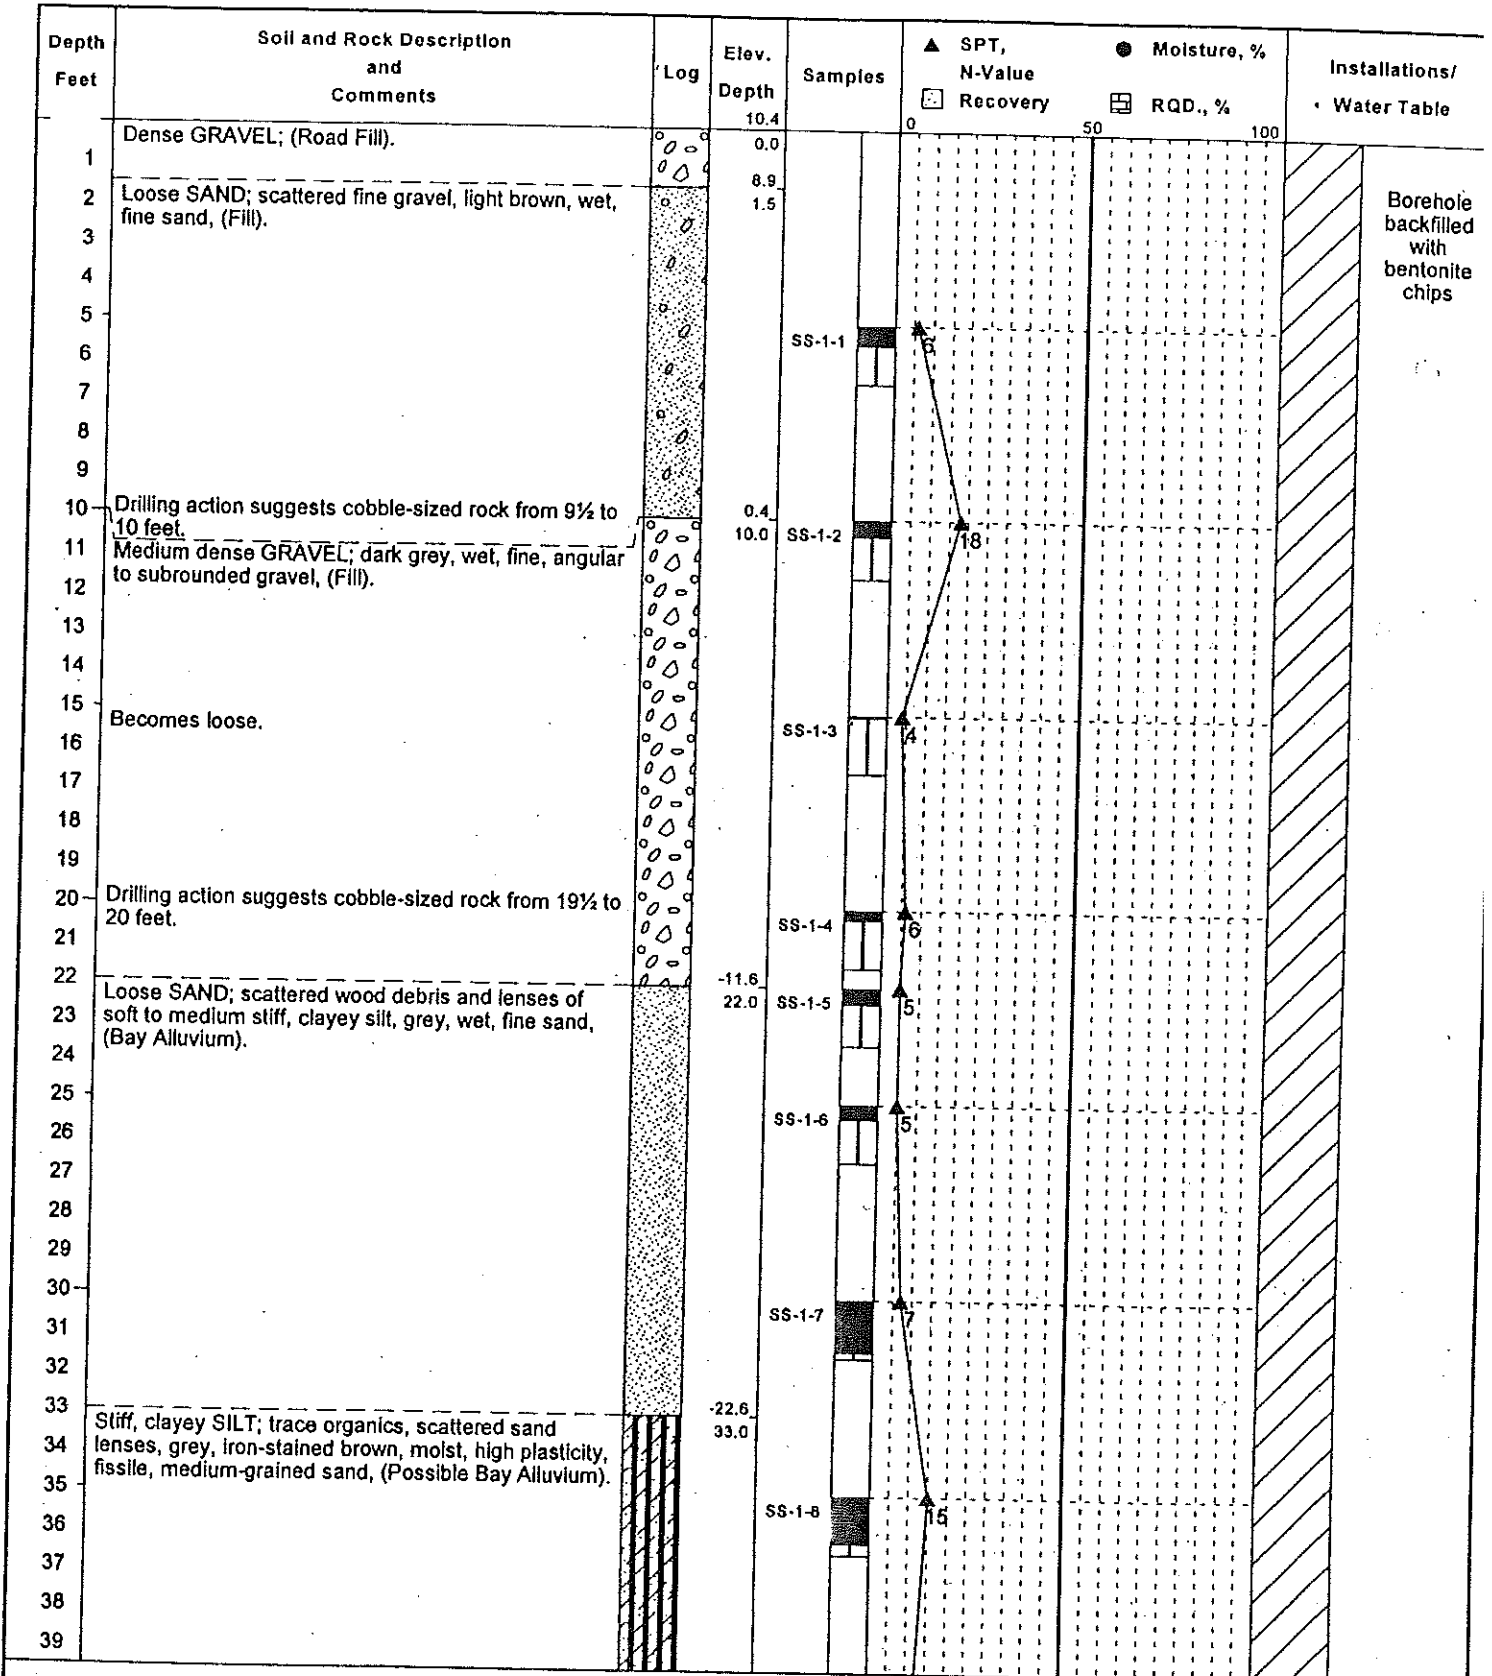 Depth
Feet
Soil and Rock Description
and
Comments
Log
Elev.
Depth
Samples
▲ SPT,
N-Value
Recovery
● Moisture, %
RQD., %
Installations/
Water Table
0 50 100
10.4
0.0
Dense GRAVEL; (Road Fill).
1
8.9
1.5
2
Loose SAND; scattered fine gravel, light brown, wet,
fine sand, (Fill).
Borehole
backfilled
with
bentonite
chips
3
4
5
SS-1-1
6
6
7
8
9
10
Drilling action suggests cobble-sized rock from 9½ to
10 feet.
0.4
10.0
SS-1-2
18
11
Medium dense GRAVEL; dark grey, wet, fine, angular
to subrounded gravel, (Fill).
12
13
14
15
Becomes loose.
SS-1-3
4
16
17
18
19
20
Drilling action suggests cobble-sized rock from 19½ to
20 feet.
SS-1-4
6
21
22
-11.6
22.0
SS-1-5
5
Loose SAND; scattered wood debris and lenses of
soft to medium stiff, clayey silt, grey, wet, fine sand,
(Bay Alluvium).
23
24
25
SS-1-6
5
26
27
28
29
30
SS-1-7
7
31
32
33
-22.6
33.0
Stiff, clayey SILT; trace organics, scattered sand
lenses, grey, iron-stained brown, moist, high plasticity,
fissile, medium-grained sand, (Possible Bay Alluvium).
34
35
SS-1-8
15
36
37
38
39